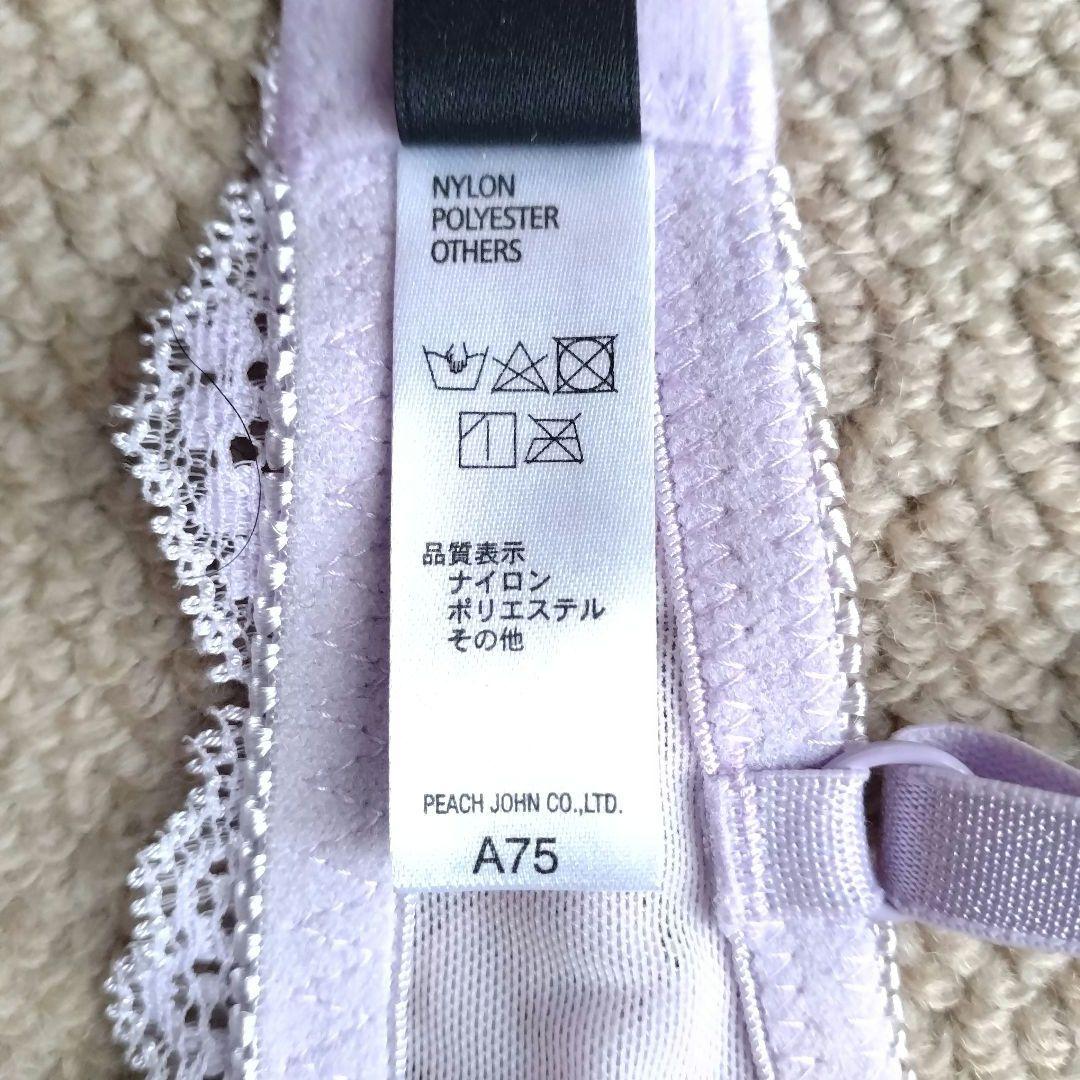 NYLON
POLYESTER
OTHERS
品質表示
ナイロン
ポリエステル
その他
PEACH JOHN CO.,LTD.
A75